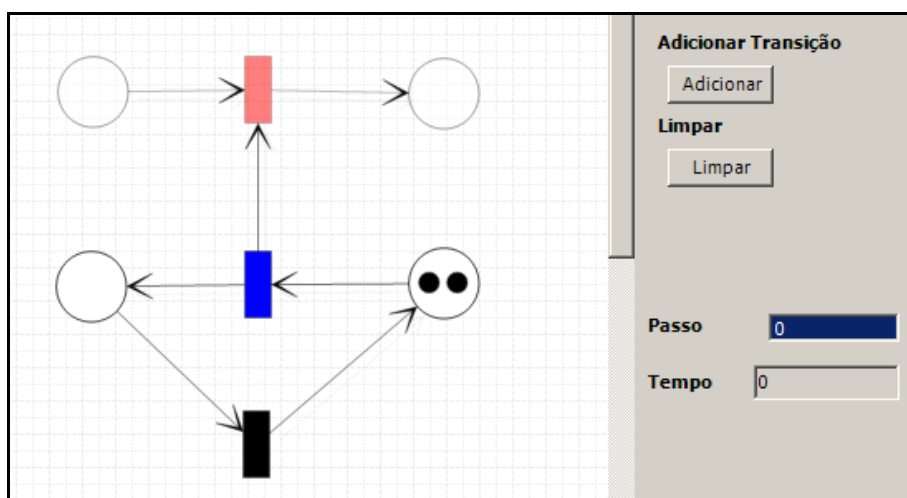 Adicionar Transição
Adicionar
Limpar
Limpar
Passo 0
Tempo 0